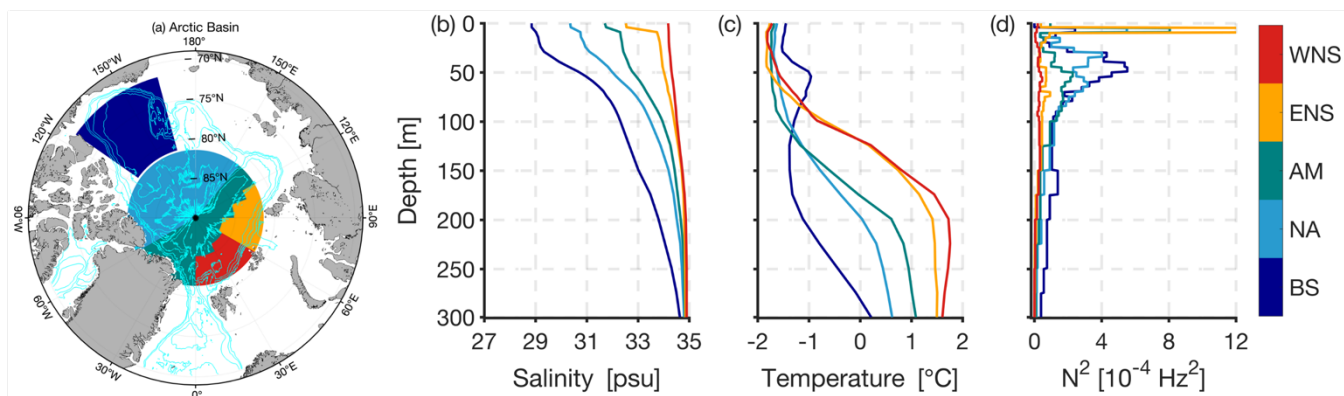 (a) Arctic Basin
180°
70°N
150°W
150°E
75°N
120°W
120°E
80°N
85°N
90°W
90°E
60°W
60°E
30°W
30°E
0°
(b)
0
50
100
150
200
250
300
Depth [m]
27 29 31 33 35
Salinity [psu]
(c)
-2 -1 0 1 2
Temperature [°C]
(d)
0 4 8 12
N² [10⁻⁴ Hz²]
WNS
ENS
AM
NA
BS